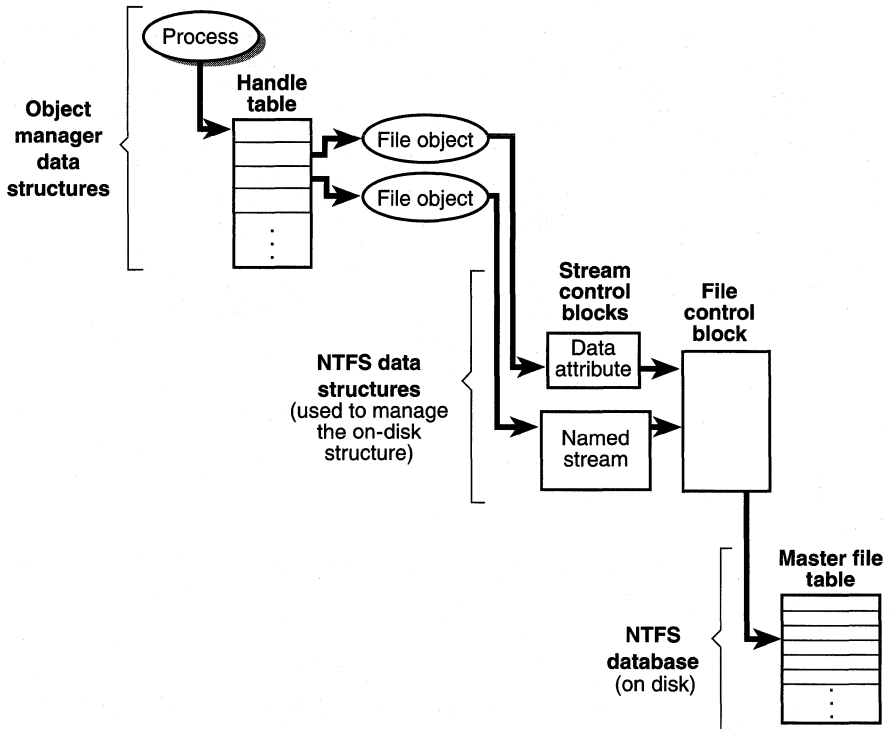 Process
Handle
table
Object
manager
data
structures
File object
File object
Stream
control
blocks
File
control
block
Data
attribute
NTFS data
structures
(used to manage
the on-disk
structure)
Named
stream
Master file
table
NTFS
database
(on disk)